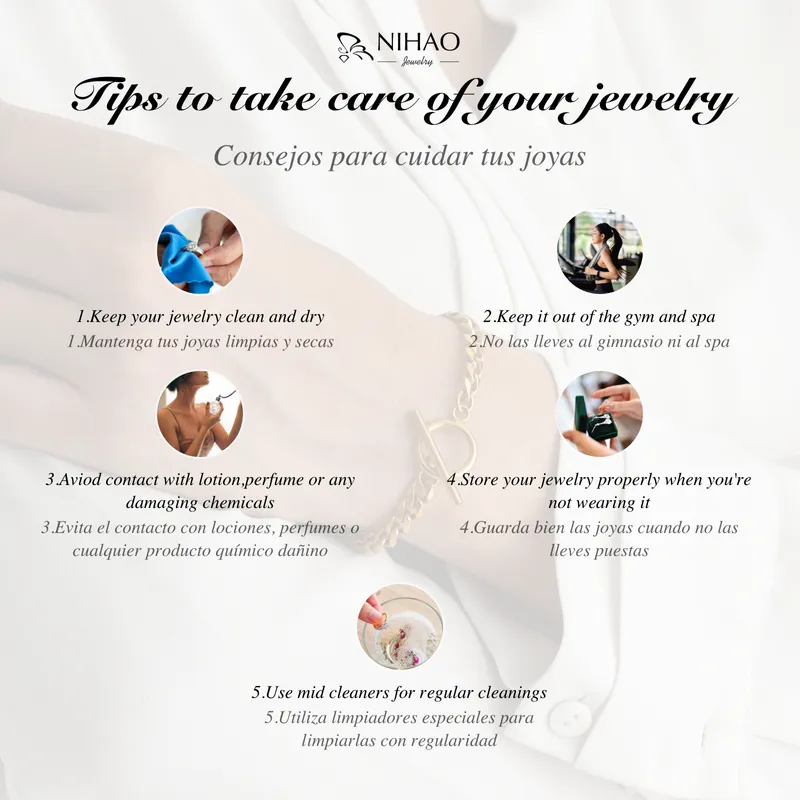 NIHAO
Jewelry
Tips to take care of your jewelry
Consejos para cuidar tus joyas
1.Keep your jewelry clean and dry
1.Mantenga tus joyas limpias y secas
2.Keep it out of the gym and spa
2.No las lleves al gimnasio ni al spa
3.Aviod contact with lotion,perfume or any
damaging chemicals
3.Evita el contacto con lociones, perfumes o
cualquier producto químico dañino
4.Store your jewelry properly when you're
not wearing it
4.Guarda bien las joyas cuando no las
lleves puestas
5.Use mid cleaners for regular cleanings
5.Utiliza limpiadores especiales para
limpiarlas con regularidad